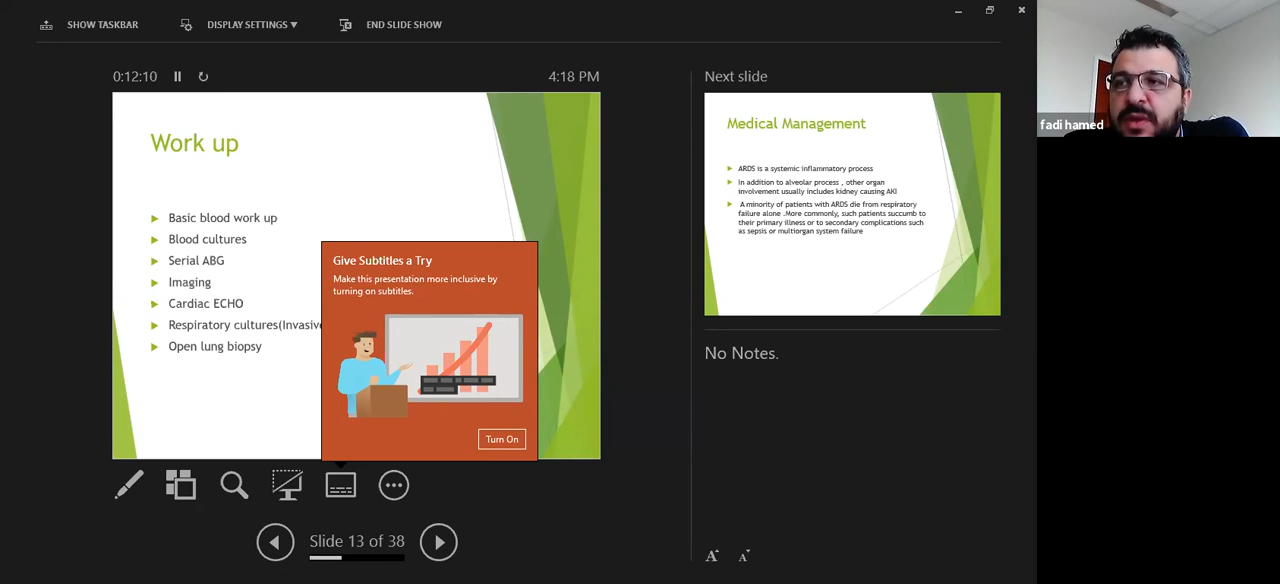 SHOW TASKBAR
DISPLAY SETTINGS ▼
END SLIDE SHOW
0:12:10
4:18 PM
Work up
Basic blood work up
Blood cultures
Serial ABG
Imaging
Cardiac ECHO
Respiratory cultures(Invasive
Open lung biopsy
Give Subtitles a Try
Make this presentation more inclusive by
turning on subtitles.
Turn On
Slide 13 of 38
Next slide
Medical Management
ARDS is a systemic inflammatory process
In addition to alveolar process , other organ
involvement usually includes kidney causing AKI
A minority of patients with ARDS die from respiratory
failure alone .More commonly, such patients succumb to
their primary illness or to secondary complications such
as sepsis or multiorgan system failure
No Notes.
A A
fadi hamed